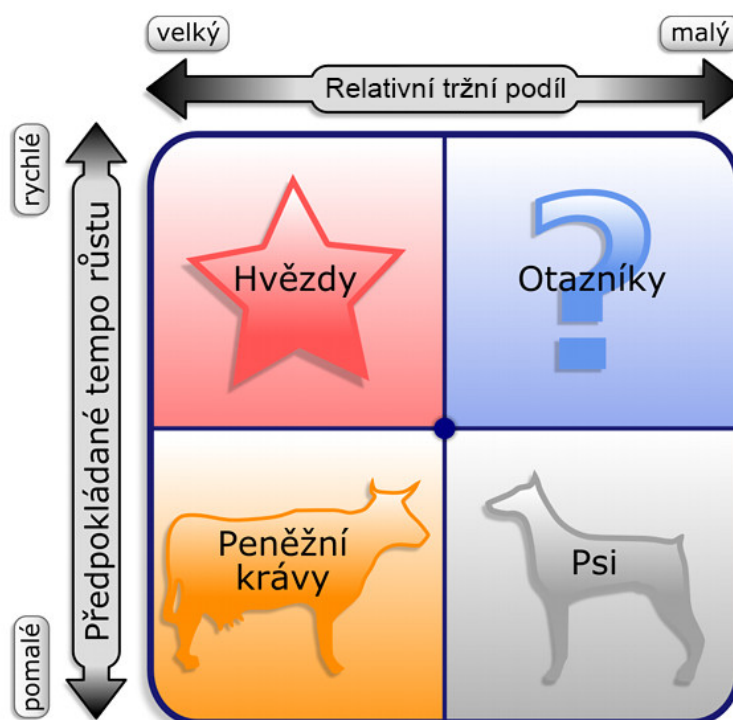 velký
malý
Relativní tržní podíl
rychlé
Předpokládané tempo růstu
pomalé
Hvězdy
Otazníky
Peněžní
krávy
Psi